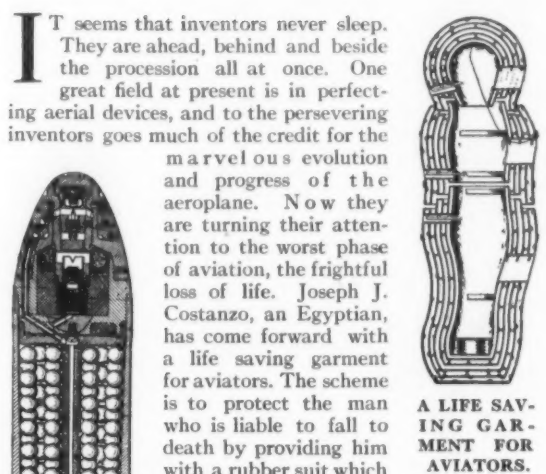 IT seems that inventors never sleep.
They are ahead, behind and beside
the procession all at once. One
great field at present is in perfect-
ing aerial devices, and to the persevering
inventors goes much of the credit for the
marvelous evolution
and progress of the
aeroplane. Now they
are turning their atten-
tion to the worst phase
of aviation, the frightful
loss of life. Joseph J.
Costanzo, an Egyptian,
has come forward with
a life saving garment
for aviators. The scheme
is to protect the man
who is liable to fall to
death by providing him
with a rubber suit which
A LIFE SAV-
ING GAR-
MENT FOR
AVIATORS.